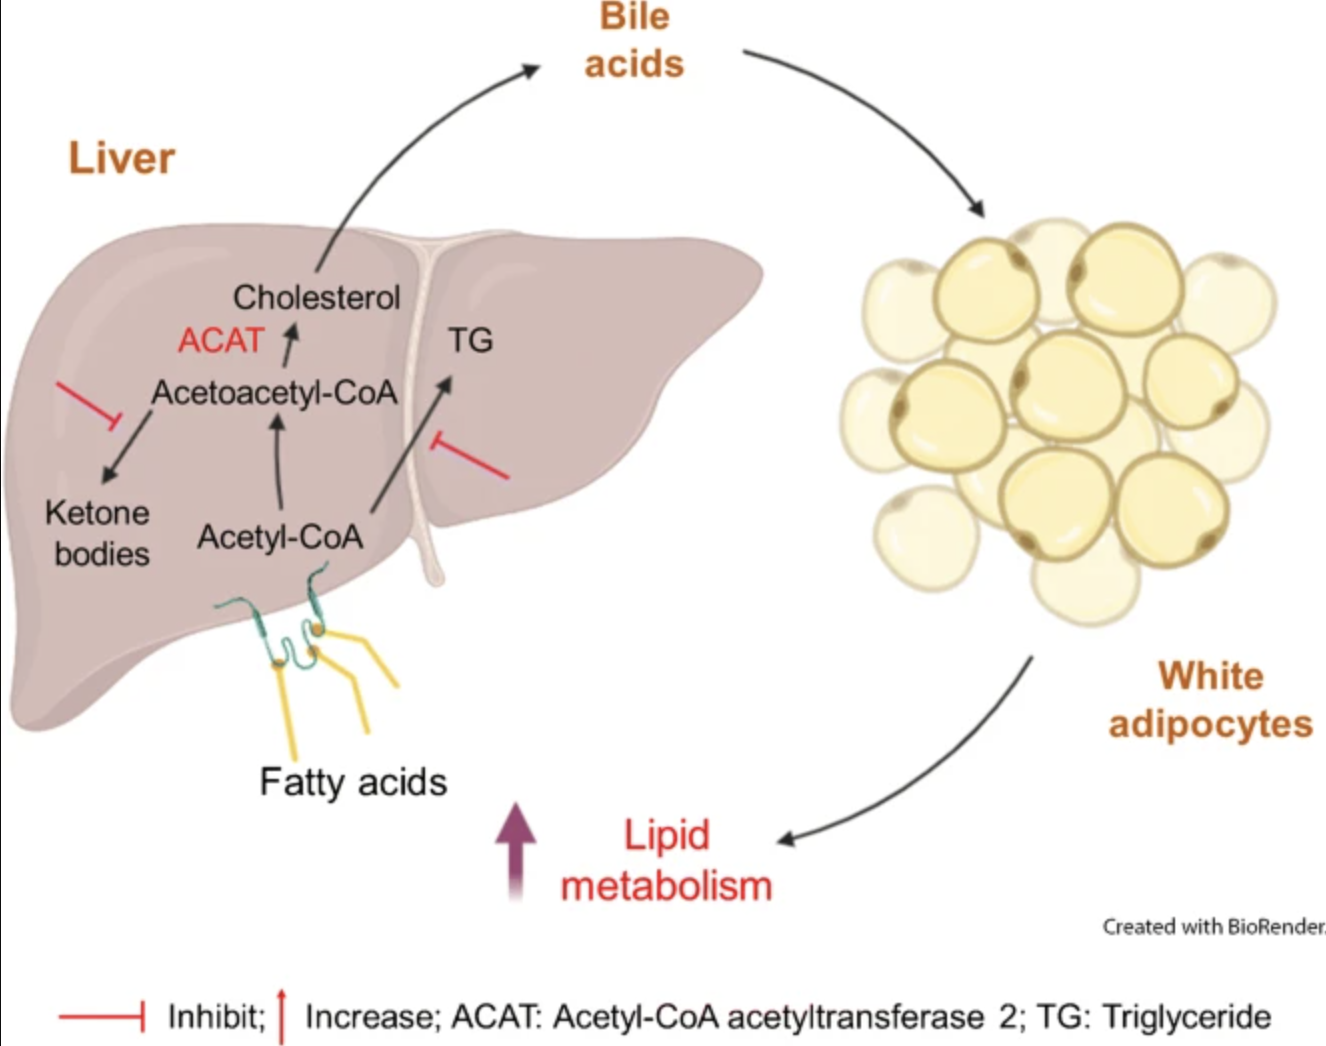 Bile
acids
Liver
Cholesterol
ACAT
TG
Acetoacetyl-CoA
Ketone
bodies
Acetyl-CoA
Fatty acids
White
adipocytes
Lipid
metabolism
Created with BioRender.
Inhibit; Increase; ACAT: Acetyl-CoA acetyltransferase 2; TG: Triglyceride